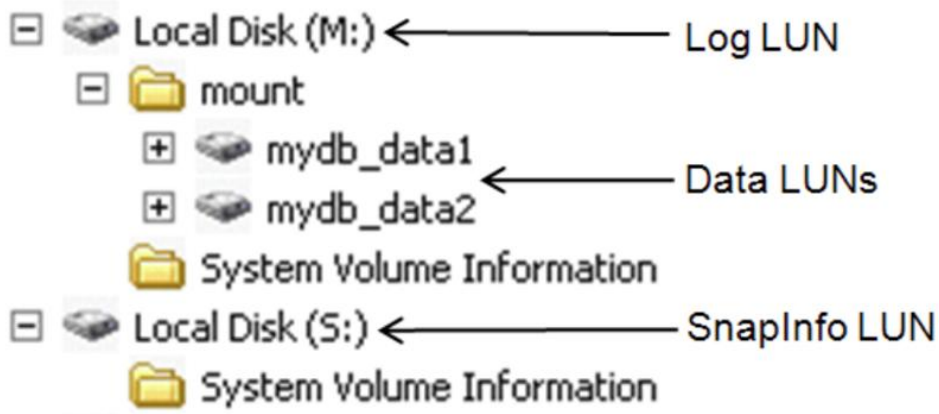 Local Disk (M:) Log LUN
mount
mydb_data1
Data LUNs
mydb_data2
System Volume Information
Local Disk (S:) SnapInfo LUN
System Volume Information